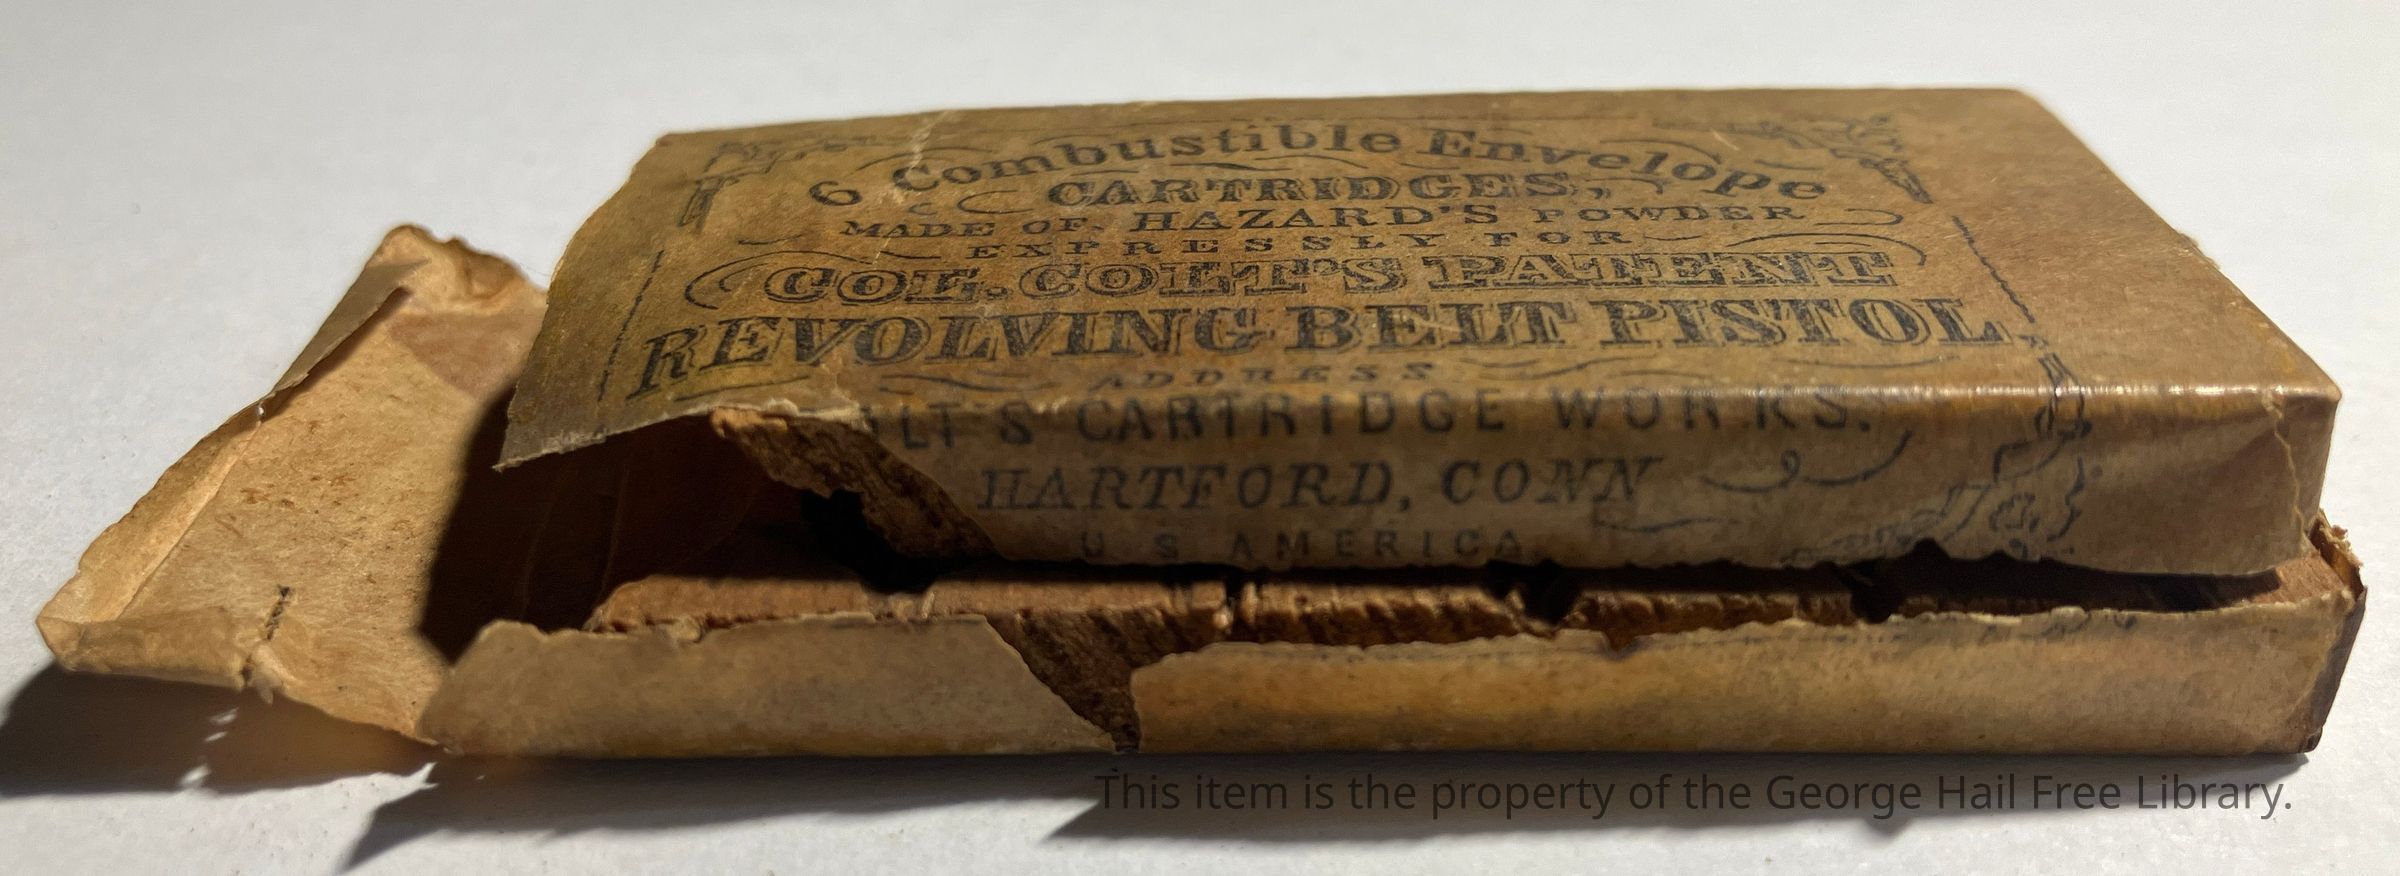 6 Combustible Envelope
CARTRIDGES,
MADE OF HAZARD'S POWDER
EXPRESSLY FOR
COL. COLT'S PATENT
REVOLVING BELT PISTOL,
ADDRESS
CARTRIDGE WORKS.
HARTFORD, CONN
U S AMERICA
This item is the property of the George Hail Free Library.